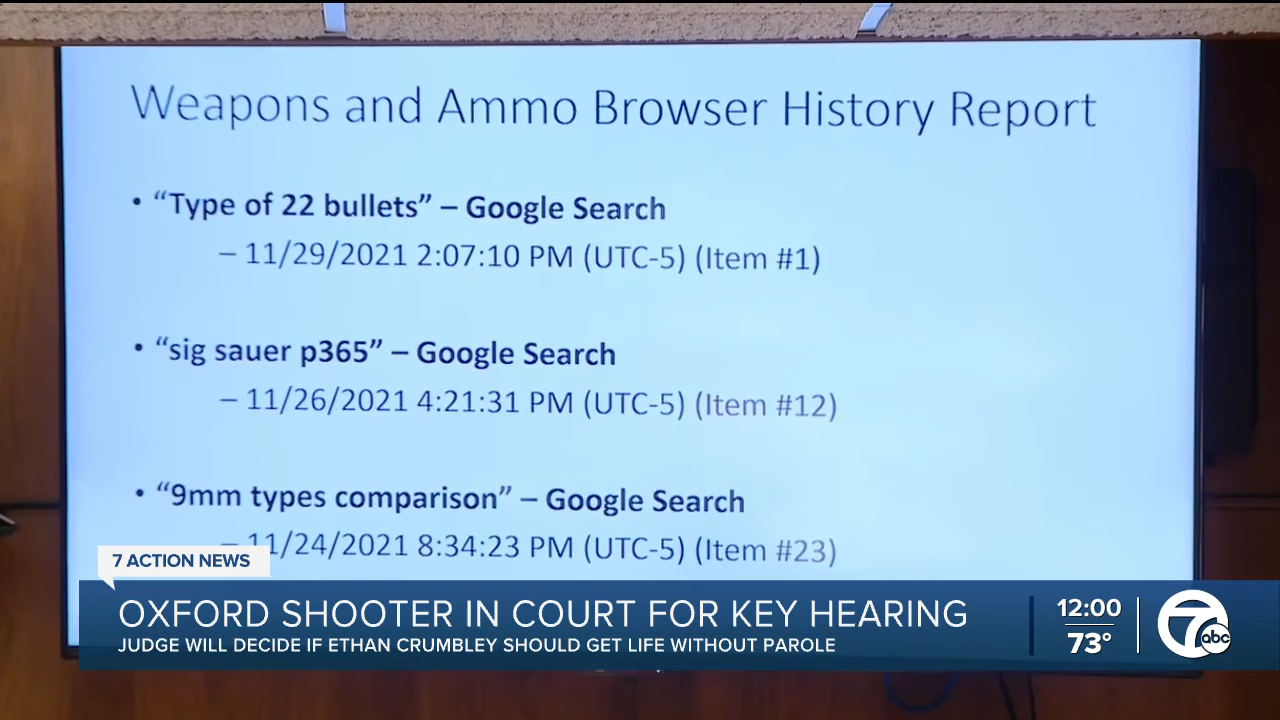 Weapons and Ammo Browser History Report
• “Type of 22 bullets” – Google Search
– 11/29/2021 2:07:10 PM (UTC-5) (Item #1)
• “sig sauer p365” – Google Search
– 11/26/2021 4:21:31 PM (UTC-5) (Item #12)
• “9mm types comparison” – Google Search
– 11/24/2021 8:34:23 PM (UTC-5) (Item #23)
7 ACTION NEWS
OXFORD SHOOTER IN COURT FOR KEY HEARING
JUDGE WILL DECIDE IF ETHAN CRUMBLEY SHOULD GET LIFE WITHOUT PAROLE
12:00
73°
7 abc